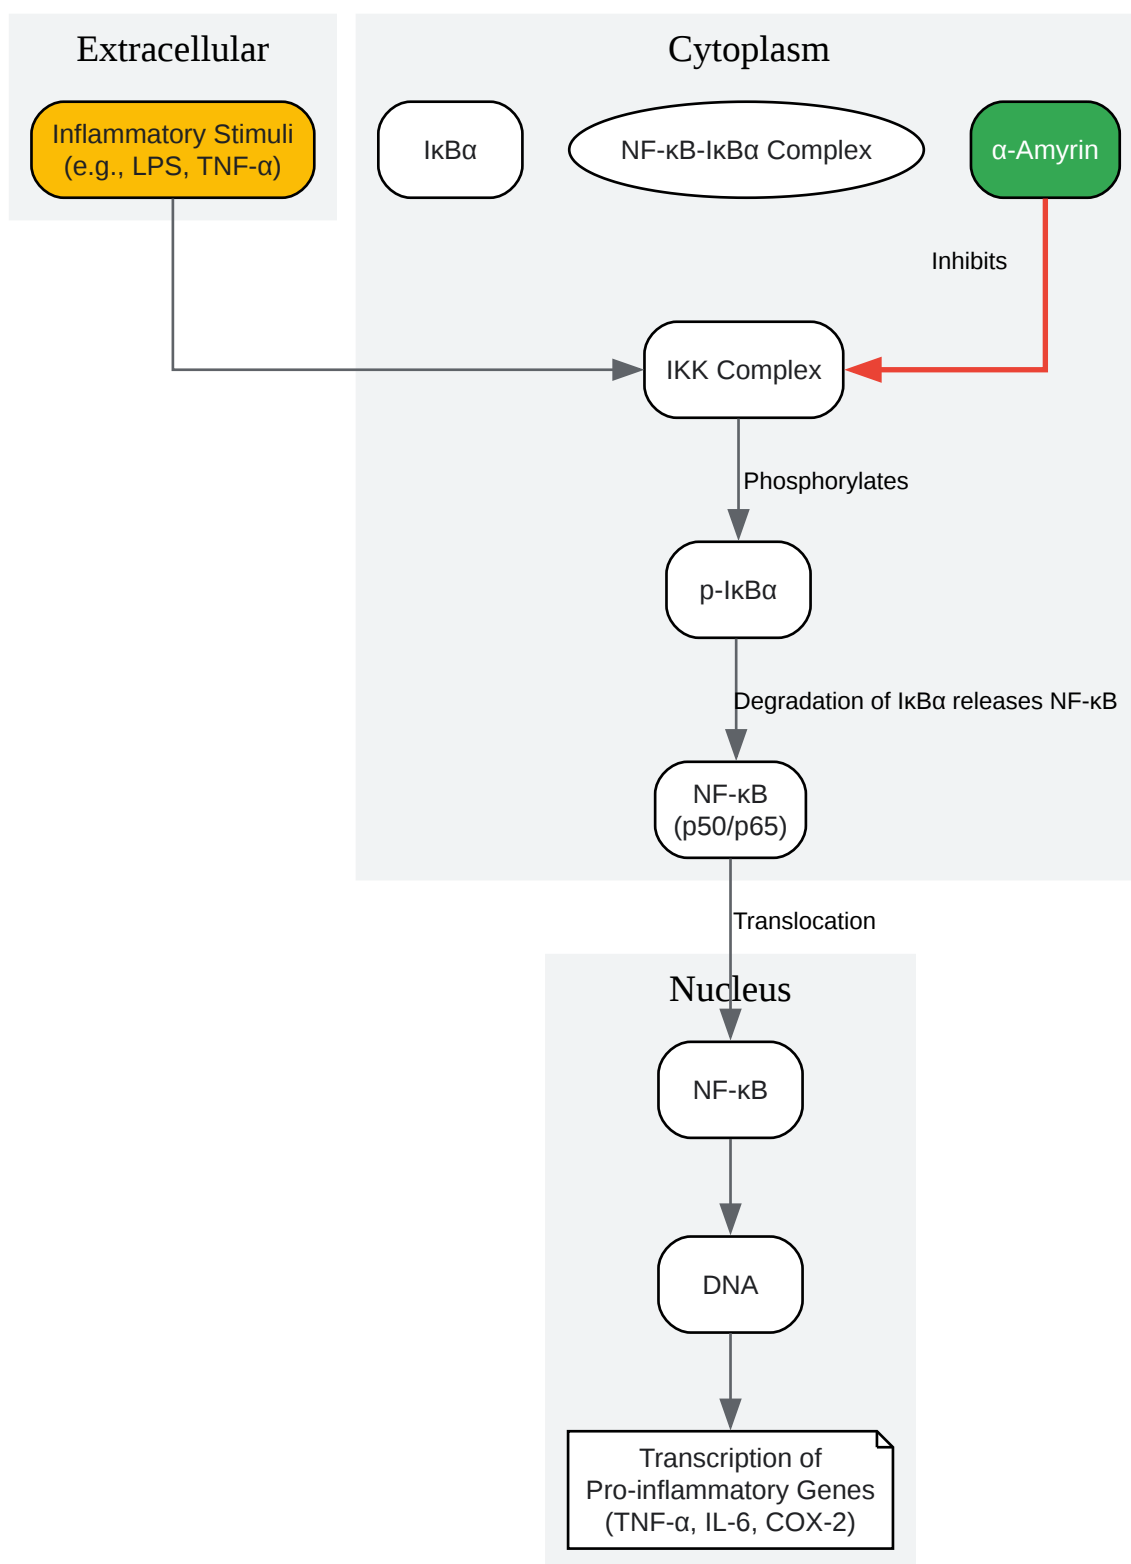 Extracellular
Cytoplasm
Inflammatory Stimuli
(e.g., LPS, TNF-α)
IκBα
NF-κB-IκBα Complex
α-Amyrin
Inhibits
IKK Complex
Phosphorylates
p-IκBα
Degradation of IκBα releases NF-κB
NF-κB
(p50/p65)
Translocation
Nucleus
NF-κB
DNA
Transcription of
Pro-inflammatory Genes
(TNF-α, IL-6, COX-2)